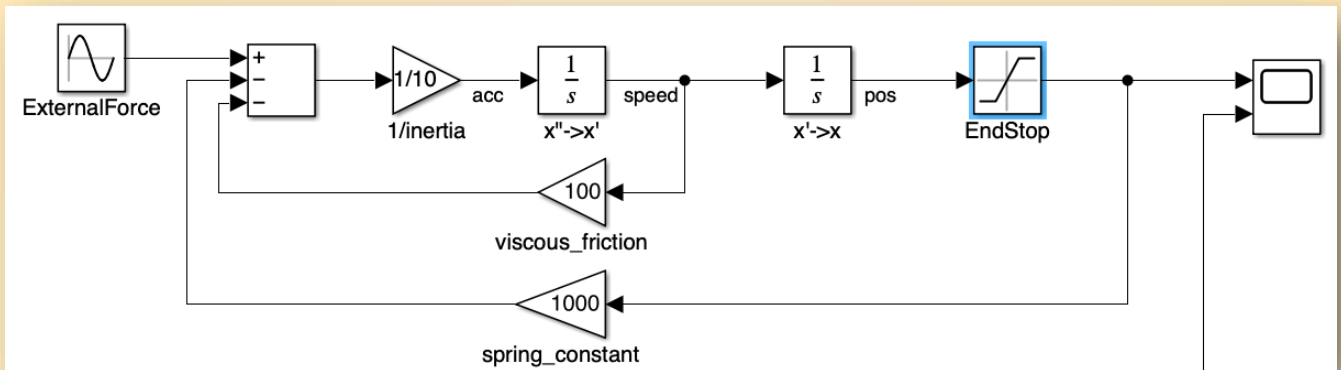 +
−
−
ExternalForce
1/10
1/inertia
acc
1
s
x"->x'
speed
1
s
x'->x
pos
EndStop
100
viscous_friction
1000
spring_constant